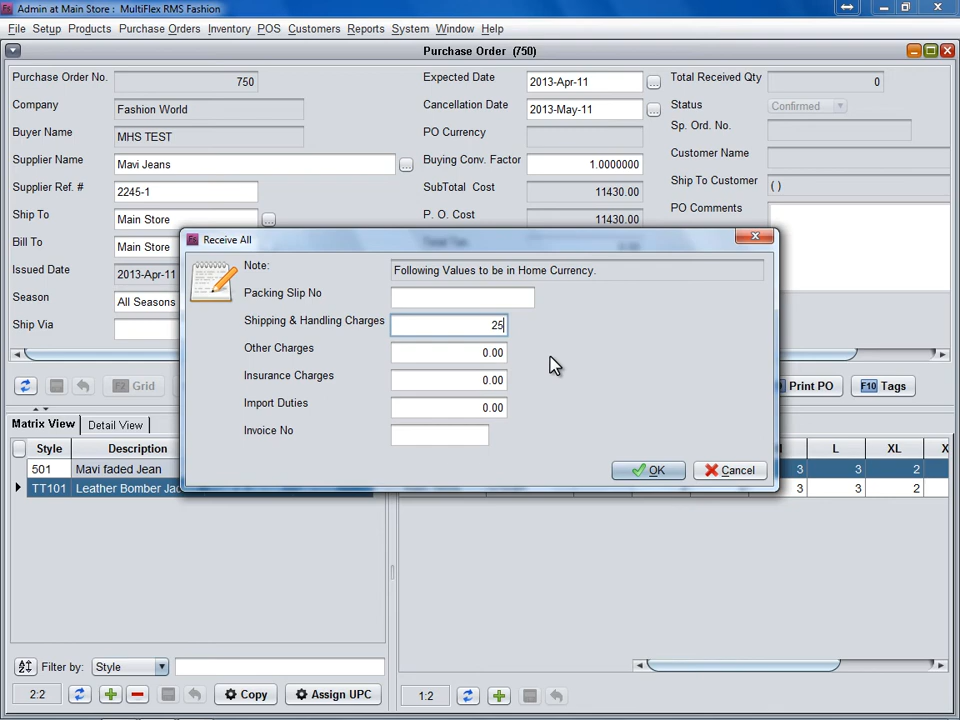 Admin at Main Store : MultiFlex RMS Fashion
File Setup Products Purchase Orders Inventory POS Customers Reports System Window Help
Purchase Order (750)
Purchase Order No. 750
Company Fashion World
Buyer Name MHS TEST
Supplier Name Mavi Jeans
Supplier Ref. # 2245-1
Ship To Main Store
Bill To Main Store
Issued Date 2013-Apr-11
Season All Seasons
Ship Via
Expected Date 2013-Apr-11
Cancellation Date 2013-May-11
PO Currency
Buying Conv. Factor 1.0000000
SubTotal Cost 11430.00
P. O. Cost 11430.00
Total Received Qty 0
Status Confirmed
Sp. Ord. No.
Customer Name
Ship To Customer ( )
PO Comments
Receive All
Note: Following Values to be in Home Currency.
Packing Slip No
Shipping & Handling Charges 25
Other Charges 0.00
Insurance Charges 0.00
Import Duties 0.00
Invoice No
OK Cancel
F2 Grid Print PO F10 Tags
Matrix View Detail View
Style Description L XL X
501 Mavi faded Jean 3 3 2
TT101 Leather Bomber Jac 3 3 2
Filter by: Style
2:2 Copy Assign UPC 1:2